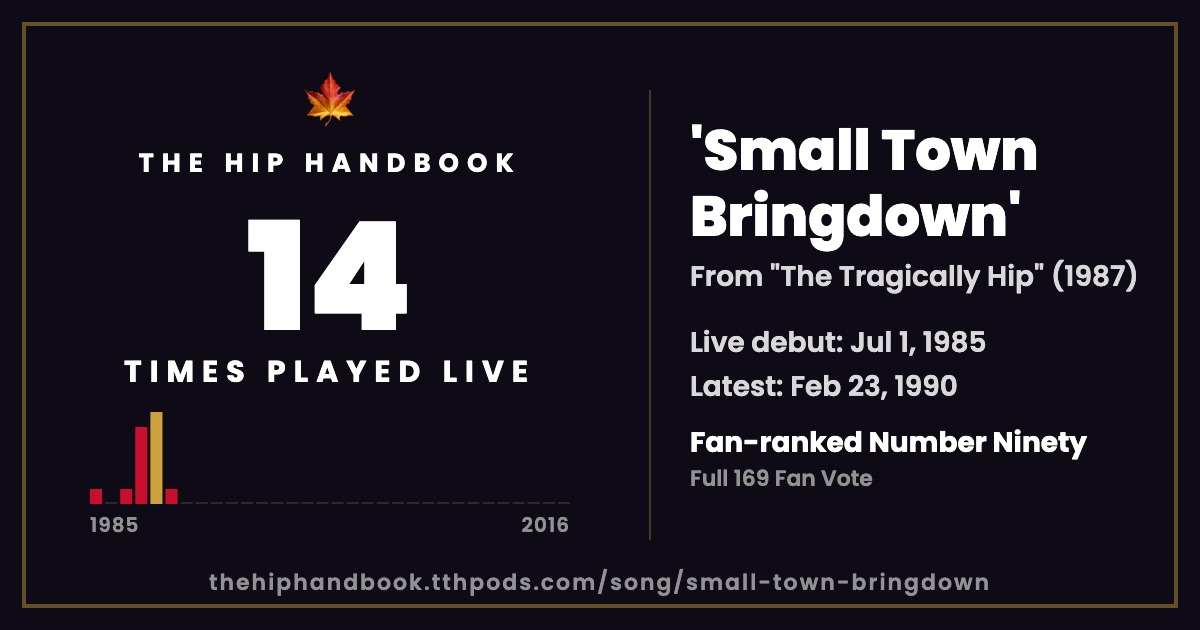 THE HIP HANDBOOK
14
TIMES PLAYED LIVE
1985
2016
'Small Town
Bringdown'
From "The Tragically Hip" (1987)
Live debut: Jul 1, 1985
Latest: Feb 23, 1990
Fan-ranked Number Ninety
Full 169 Fan Vote
thehiphandbook.tthpods.com/song/small-town-bringdown